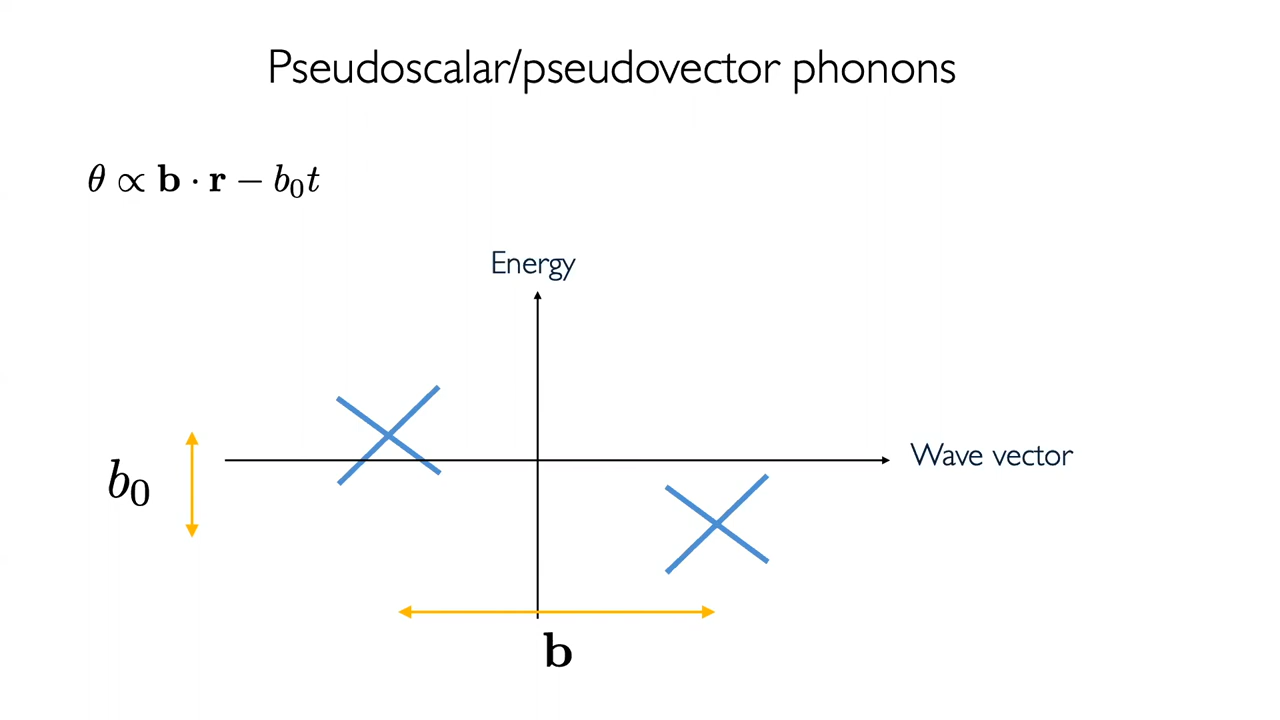 Pseudoscalar/pseudovector phonons
θ ∝ b · r − b₀t
Energy
Wave vector
b₀
b